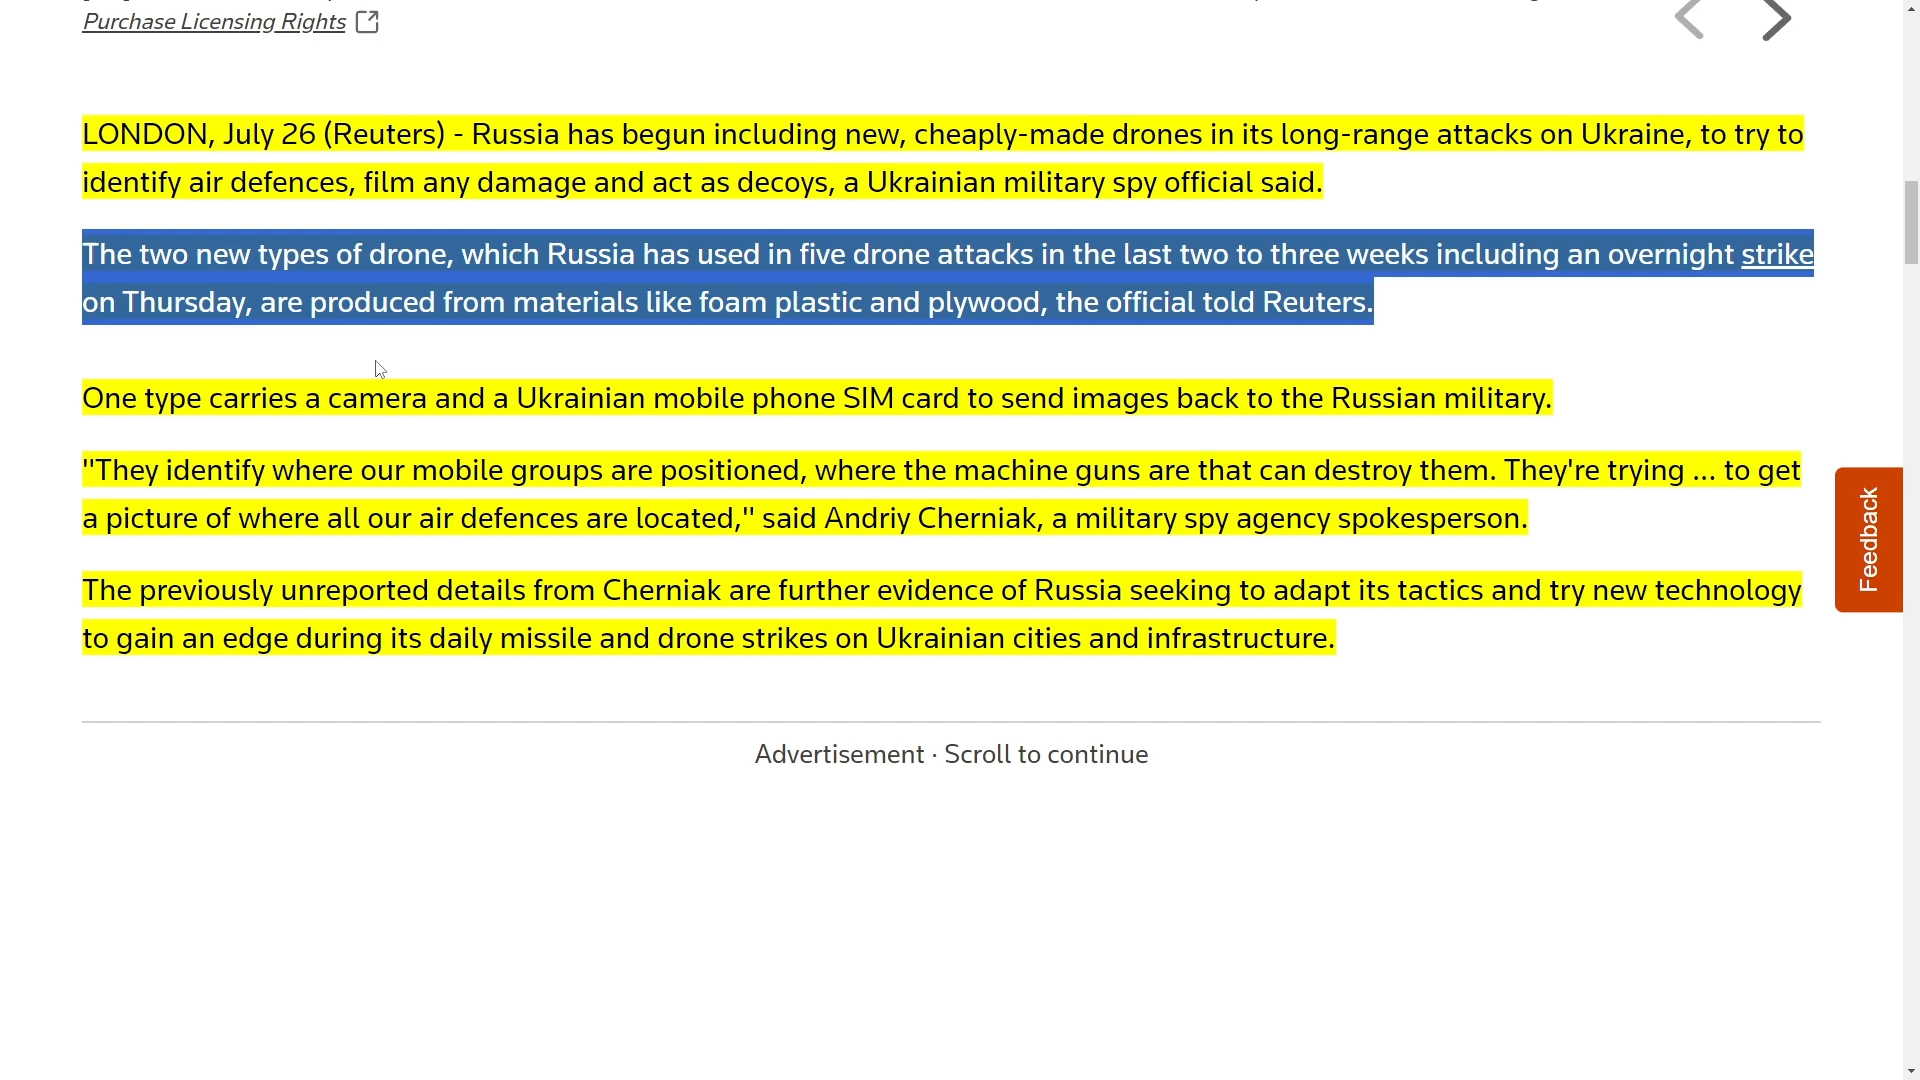 Purchase Licensing Rights
LONDON, July 26 (Reuters) - Russia has begun including new, cheaply-made drones in its long-range attacks on Ukraine, to try to
identify air defences, film any damage and act as decoys, a Ukrainian military spy official said.
The two new types of drone, which Russia has used in five drone attacks in the last two to three weeks including an overnight strike
on Thursday, are produced from materials like foam plastic and plywood, the official told Reuters.
One type carries a camera and a Ukrainian mobile phone SIM card to send images back to the Russian military.
"They identify where our mobile groups are positioned, where the machine guns are that can destroy them. They're trying ... to get
a picture of where all our air defences are located," said Andriy Cherniak, a military spy agency spokesperson.
Feedback
The previously unreported details from Cherniak are further evidence of Russia seeking to adapt its tactics and try new technology
to gain an edge during its daily missile and drone strikes on Ukrainian cities and infrastructure.
Advertisement · Scroll to continue